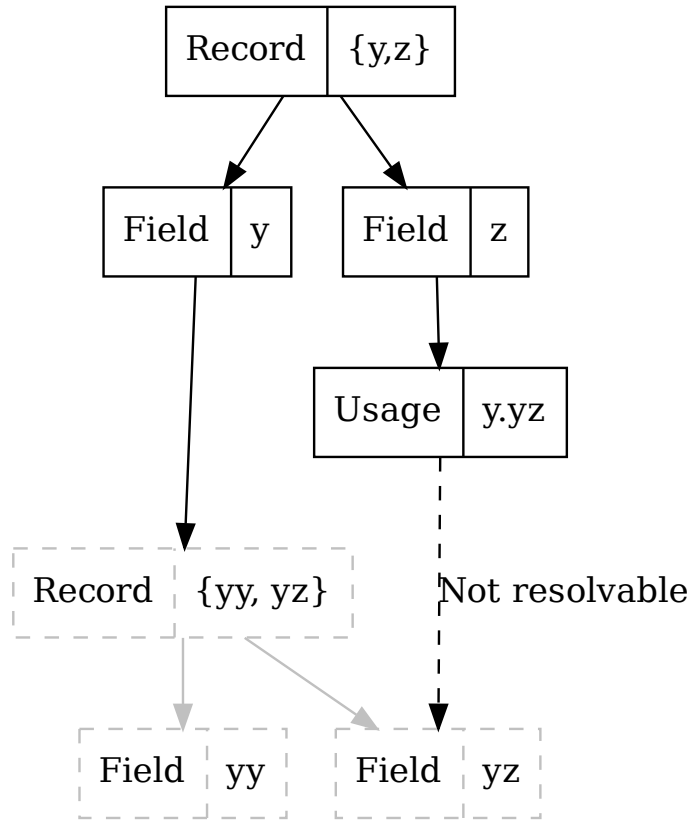 Record {y,z}
Field y
Field z
Usage y.yz
Record {yy, yz}
Not resolvable
Field yy
Field yz